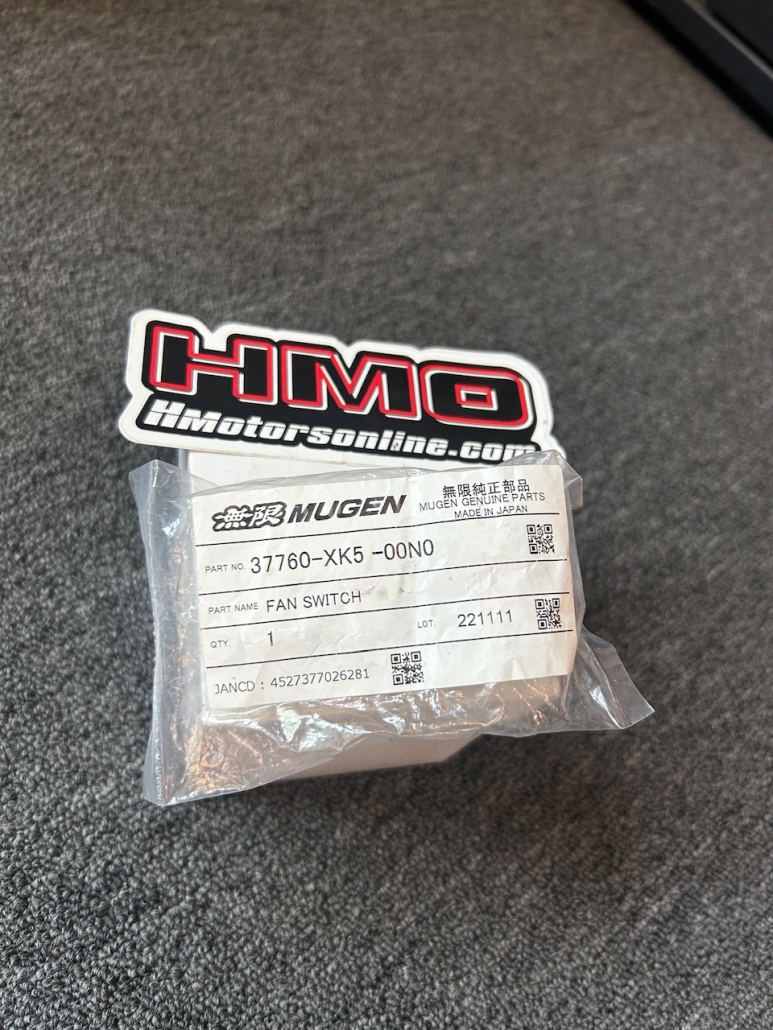 HMO
HMotorsonline.com
無限 MUGEN
無限純正部品
MUGEN GENUINE PARTS
MADE IN JAPAN
PART NO. 37760-XK5 -00N0
PART NAME FAN SWITCH
QTY. 1 LOT. 221111
JANCD : 4527377026281